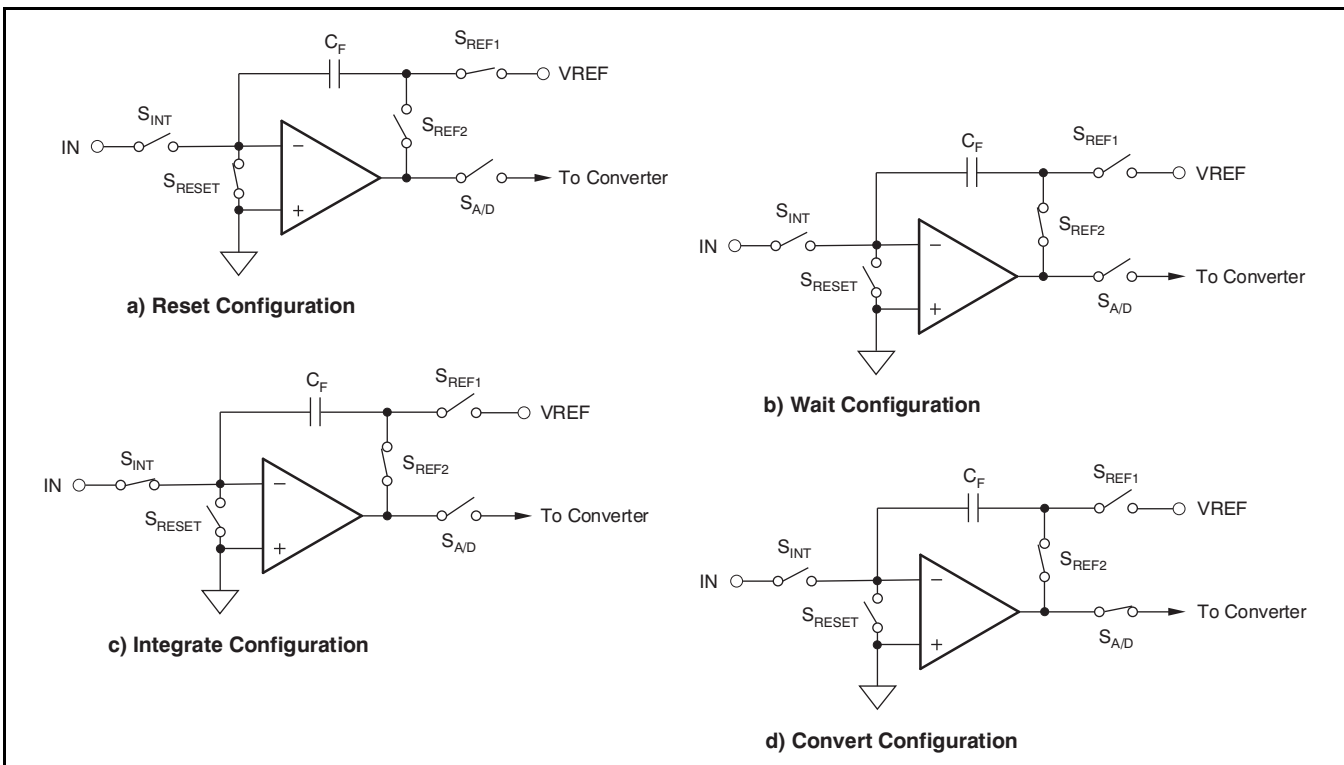 C_F
S_REF1
VREF
S_INT
IN
S_REF2
−
S_RESET
+
To Converter
S_A/D
a) Reset Configuration
C_F
S_REF1
VREF
S_INT
IN
S_REF2
−
S_RESET
+
To Converter
S_A/D
b) Wait Configuration
C_F
S_REF1
VREF
S_INT
IN
S_REF2
−
S_RESET
+
To Converter
S_A/D
c) Integrate Configuration
C_F
S_REF1
VREF
S_INT
IN
S_REF2
−
S_RESET
+
To Converter
S_A/D
d) Convert Configuration